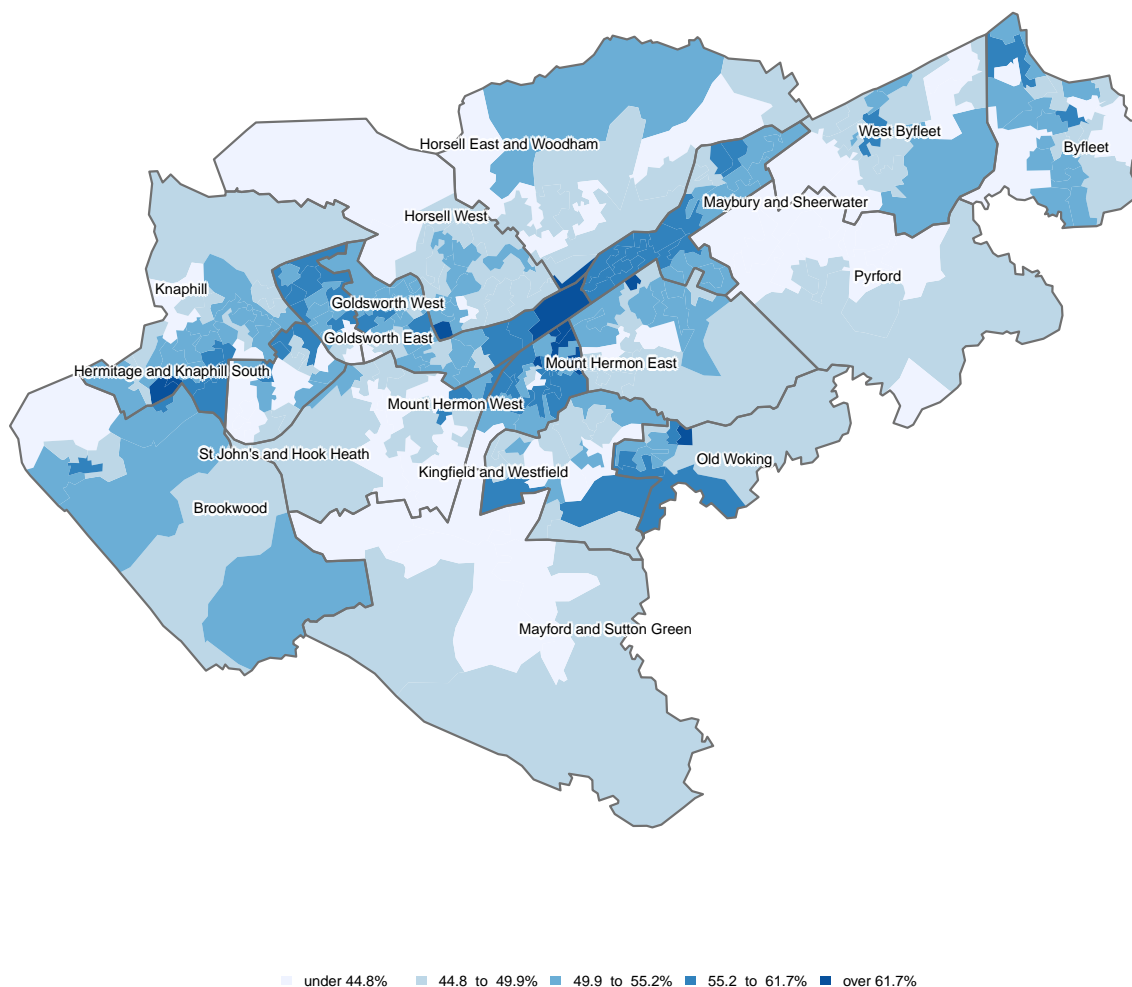 Horsell East and Woodham
West Byfleet
Byfleet
Maybury and Sheerwater
Horsell West
Pyrford
Knaphill
Goldsworth West
Goldsworth East
Mount Hermon East
Hermitage and Knaphill South
Mount Hermon West
St John's and Hook Heath
Old Woking
Kingfield and Westfield
Brookwood
Mayford and Sutton Green
under 44.8% 44.8 to 49.9% 49.9 to 55.2% 55.2 to 61.7% over 61.7%